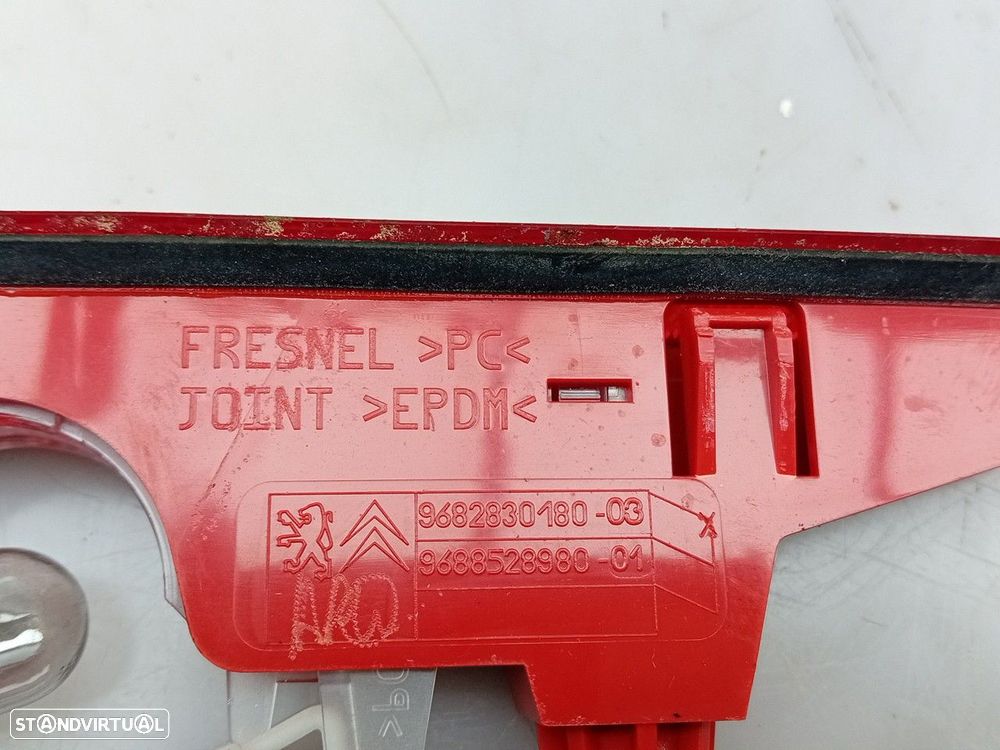 FRESNEL >PC<
JOINT >EPDM<
9682830180-03 X
9688528980-01
STANDVIRTUAL